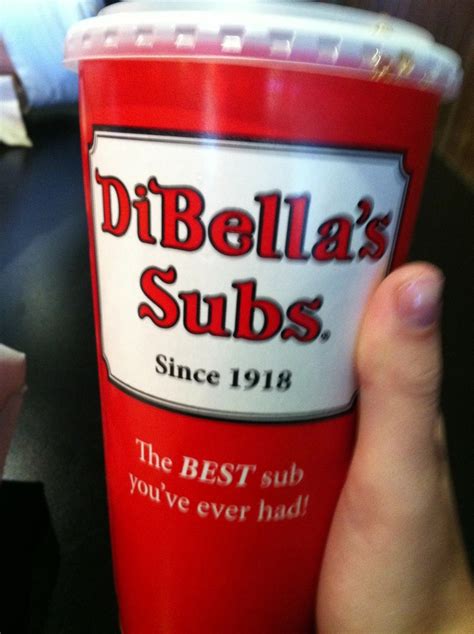 DiBella's
Subs®
Since 1918
The BEST sub
you've ever had!